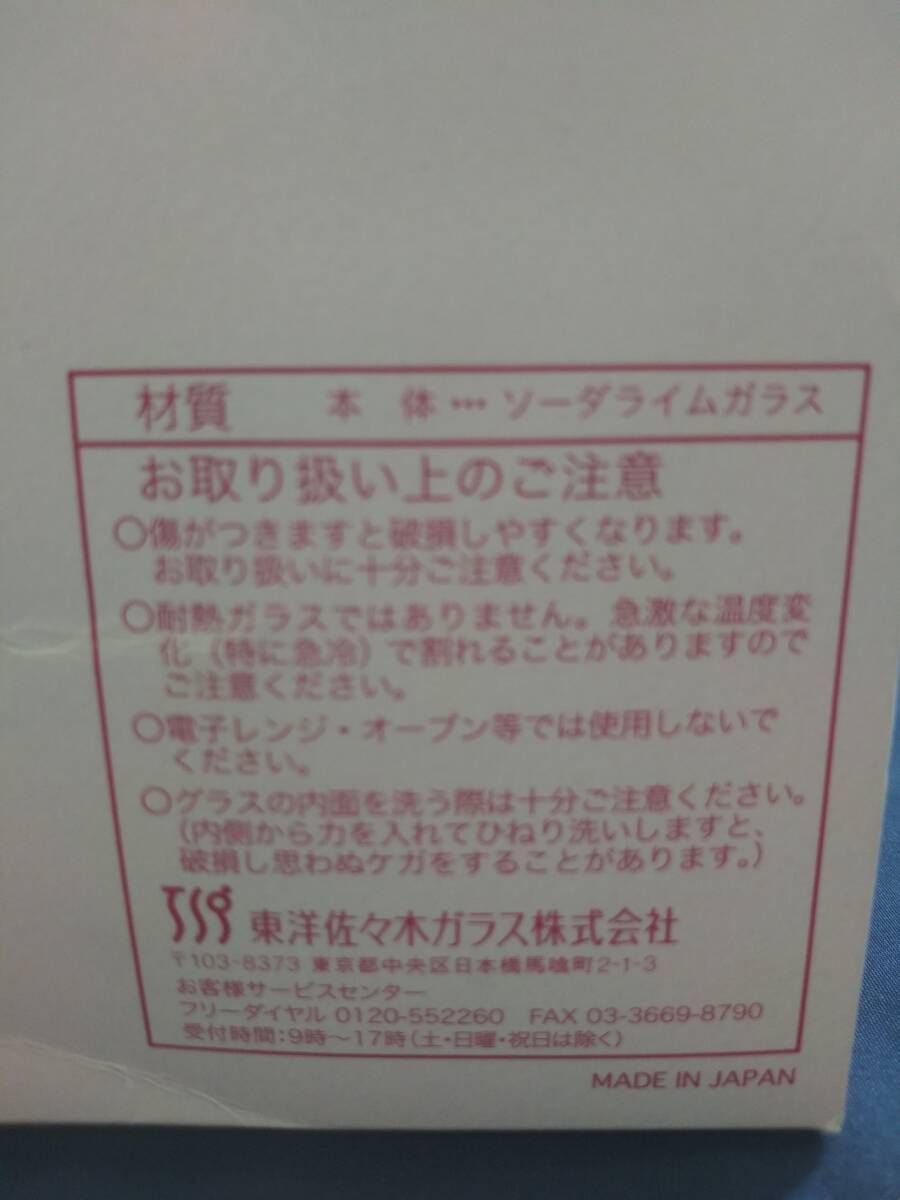 材質 本 体… ソーダライムガラス
お取り扱い上のご注意
○傷がつきますと破損しやすくなります。
お取り扱いに十分ご注意ください。
○耐熱ガラスではありません。急激な温度変
化（特に急冷）で割れることがありますので
ご注意ください。
○電子レンジ・オーブン等では使用しないで
ください。
○グラスの内面を洗う際は十分ご注意ください。
（内側から力を入れてひねり洗いしますと、
破損し思わぬケガをすることがあります。）
TSg 東洋佐々木ガラス株式会社
〒103-8373 東京都中央区日本橋馬喰町2-1-3
お客様サービスセンター
フリーダイヤル 0120-552260 FAX 03-3669-8790
受付時間：9時〜17時（土・日曜・祝日は除く）
MADE IN JAPAN